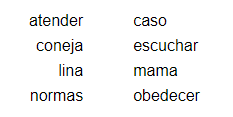 atender caso
coneja escuchar
lina mama
normas obedecer